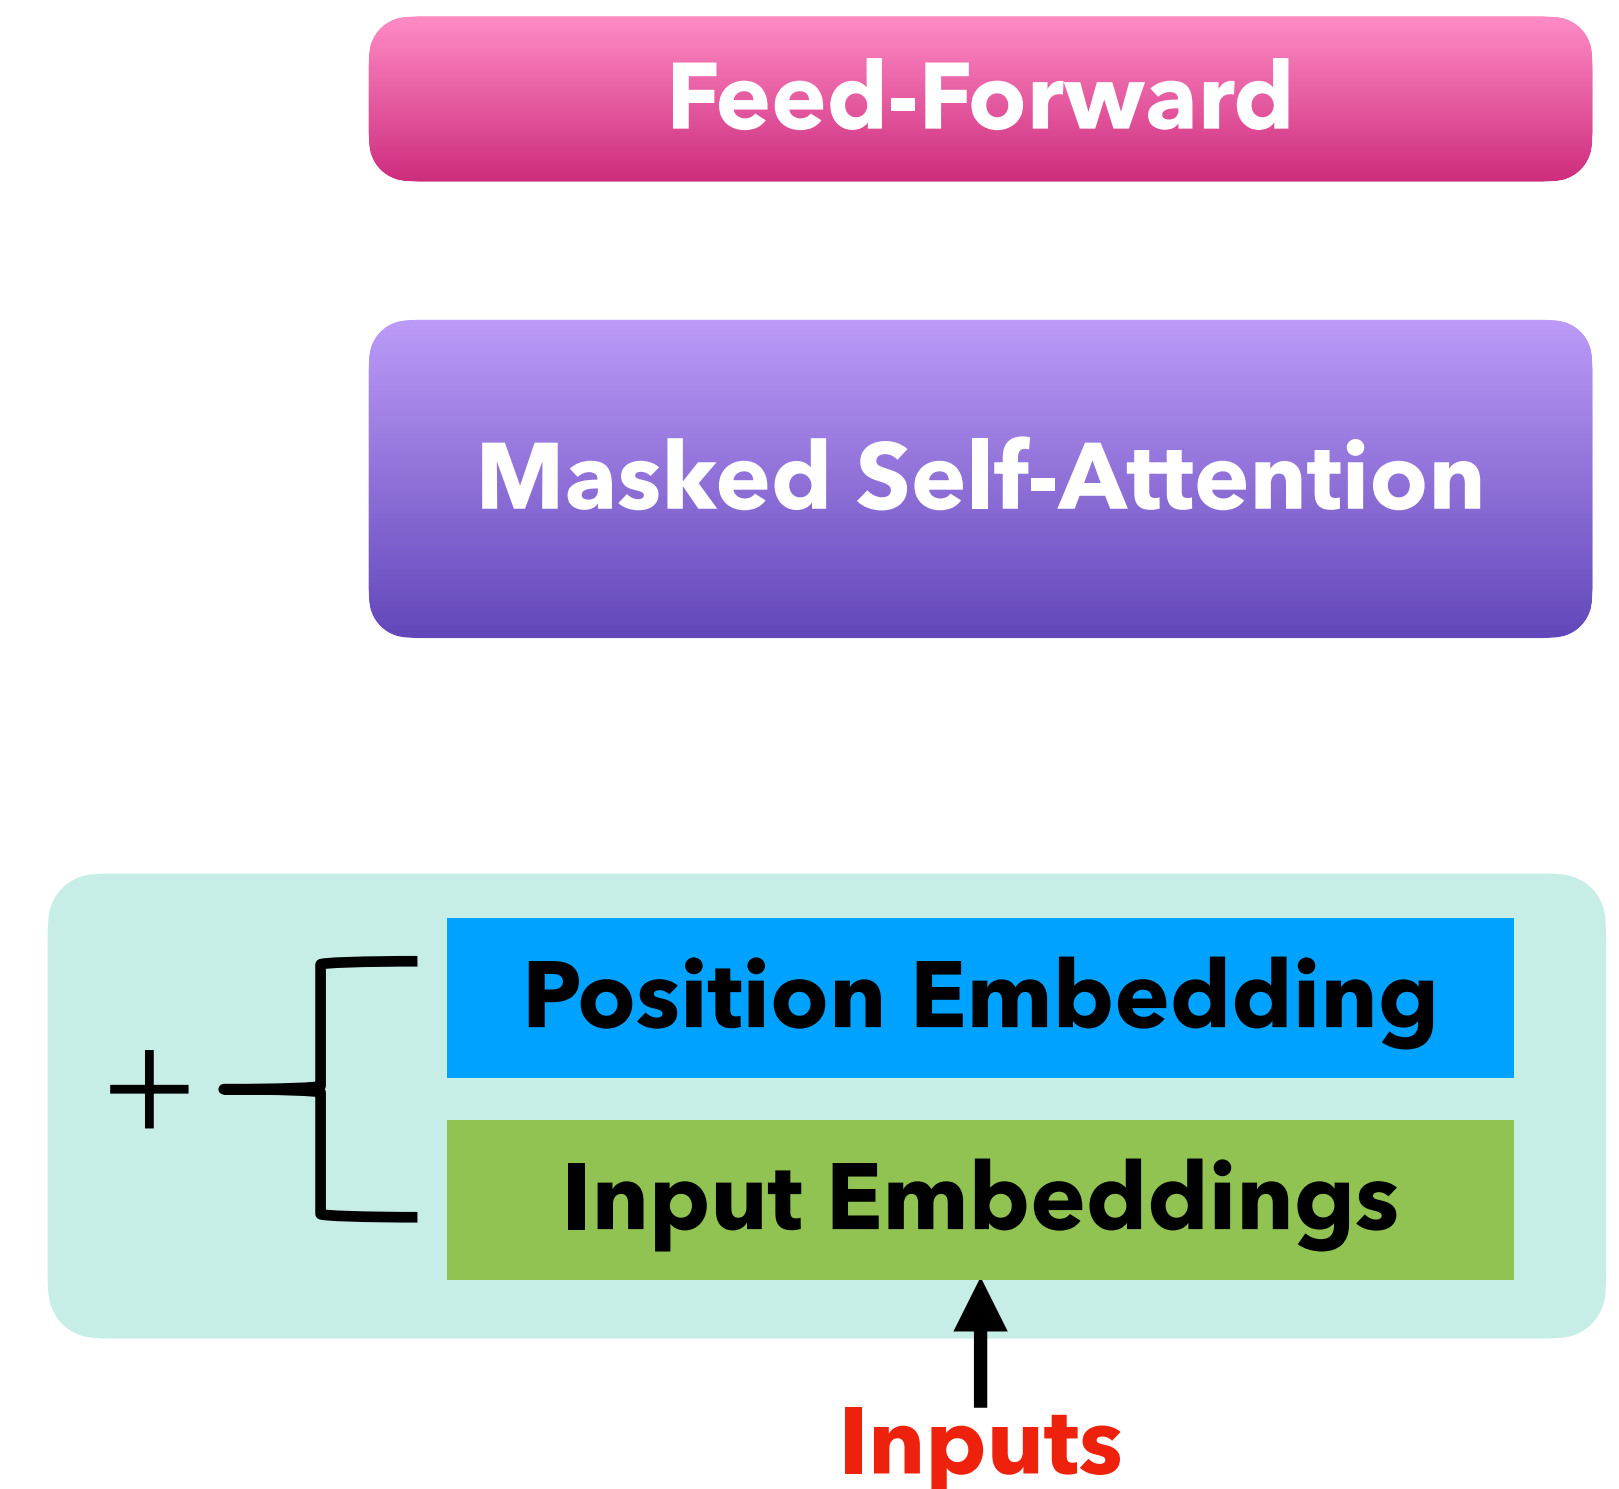 Feed-Forward
Masked Self-Attention
Position Embedding
+
Input Embeddings
Inputs